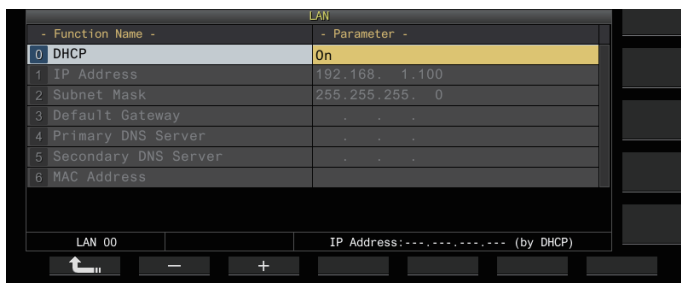 LAN
- Function Name - - Parameter -
0 DHCP On
1 IP Address 192.168. 1.100
2 Subnet Mask 255.255.255. 0
3 Default Gateway . . .
4 Primary DNS Server . . .
5 Secondary DNS Server . . .
6 MAC Address
LAN 00 IP Address:---.---.---.--- (by DHCP)
− +